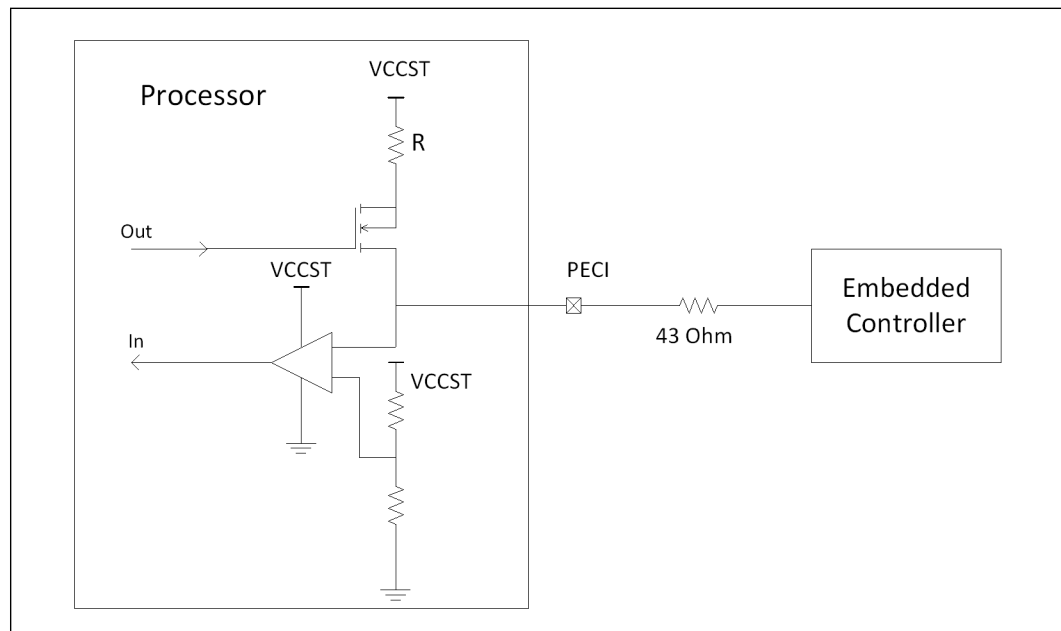 VCCST
Processor
R
Out
VCCST
PECI
Embedded
Controller
In
43 Ohm
VCCST